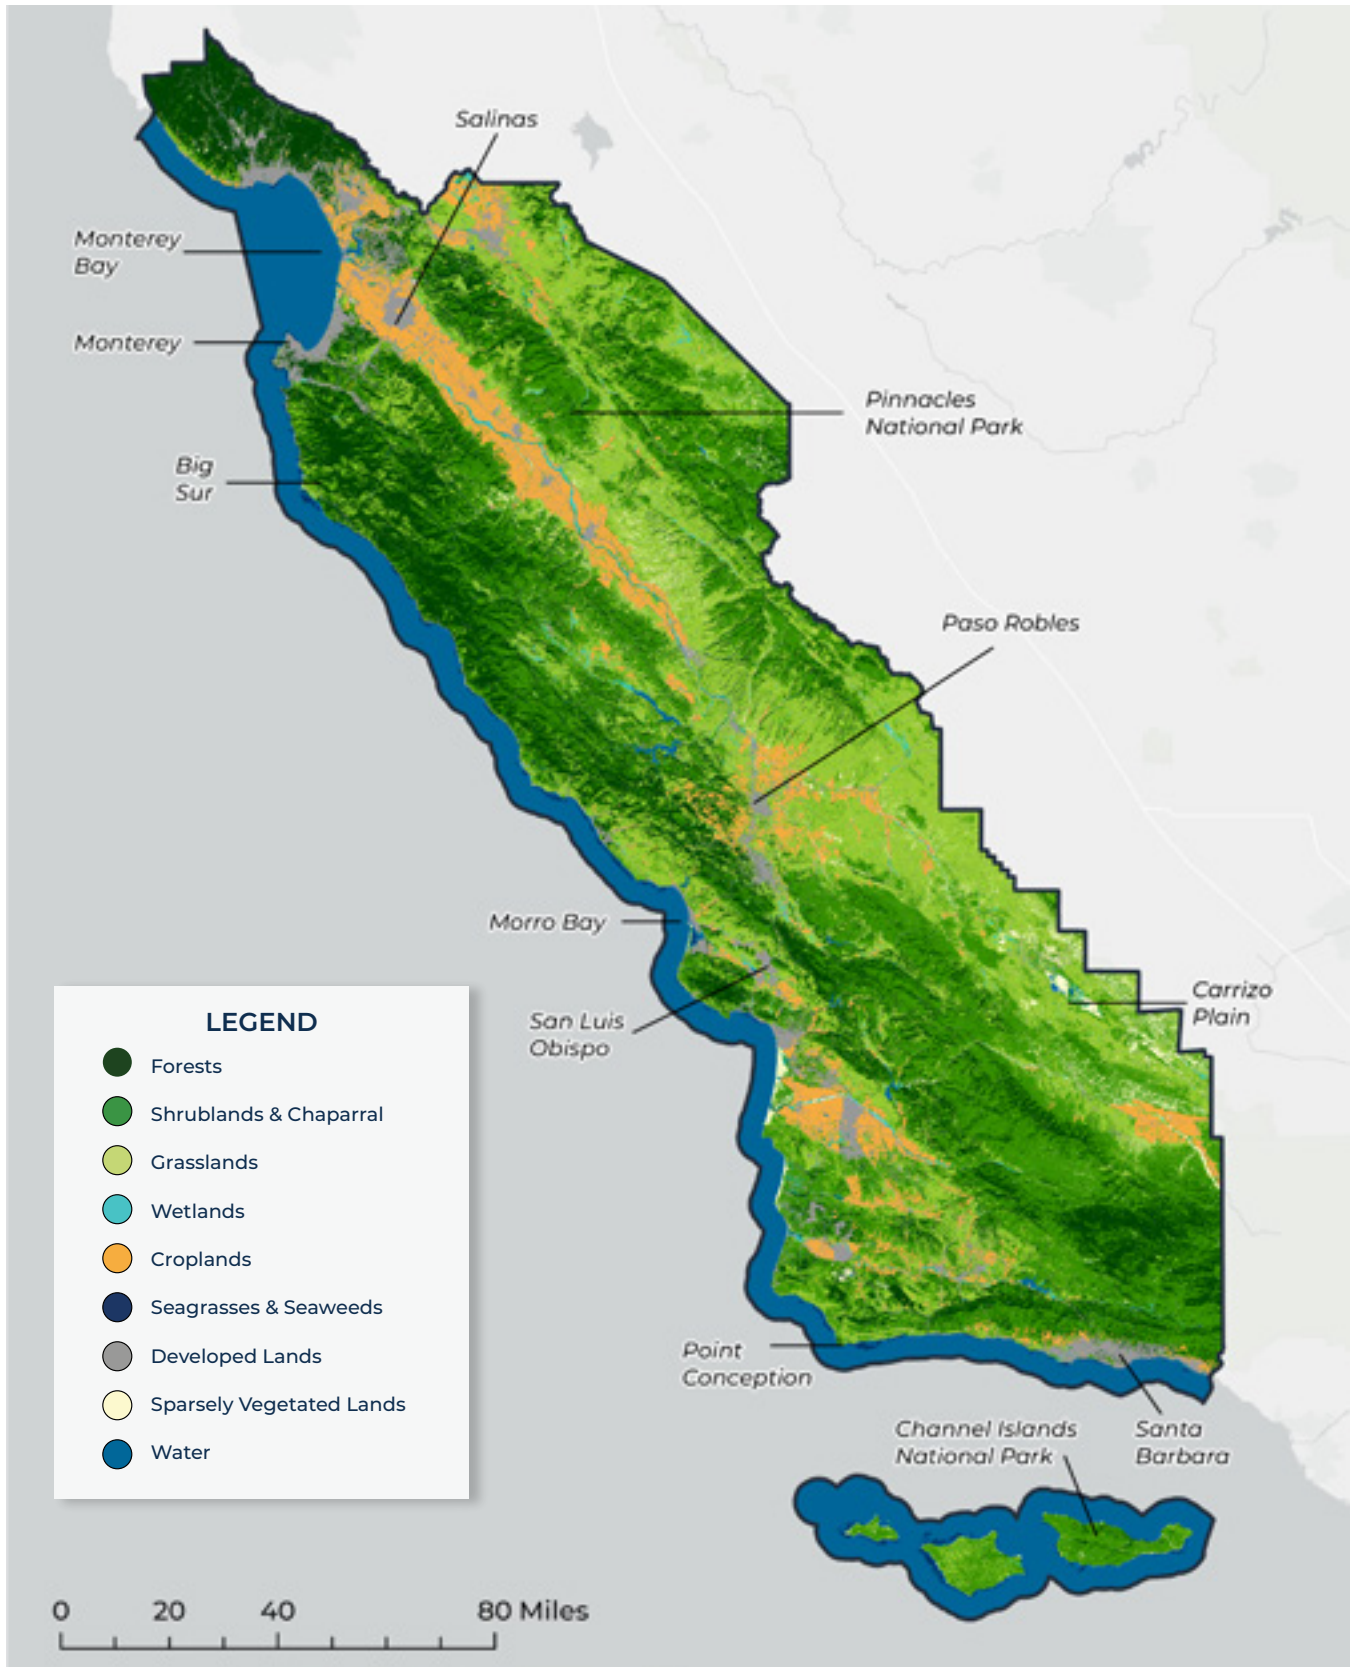 Salinas
Monterey
Bay
Monterey
Pinnacles
National Park
Big
Sur
Paso Robles
Morro Bay
Carrizo
Plain
San Luis
Obispo
LEGEND
Forests
Shrublands & Chaparral
Grasslands
Wetlands
Croplands
Seagrasses & Seaweeds
Developed Lands
Sparsely Vegetated Lands
Water
Point
Conception
Channel Islands
National Park
Santa
Barbara
0 20 40 80 Miles